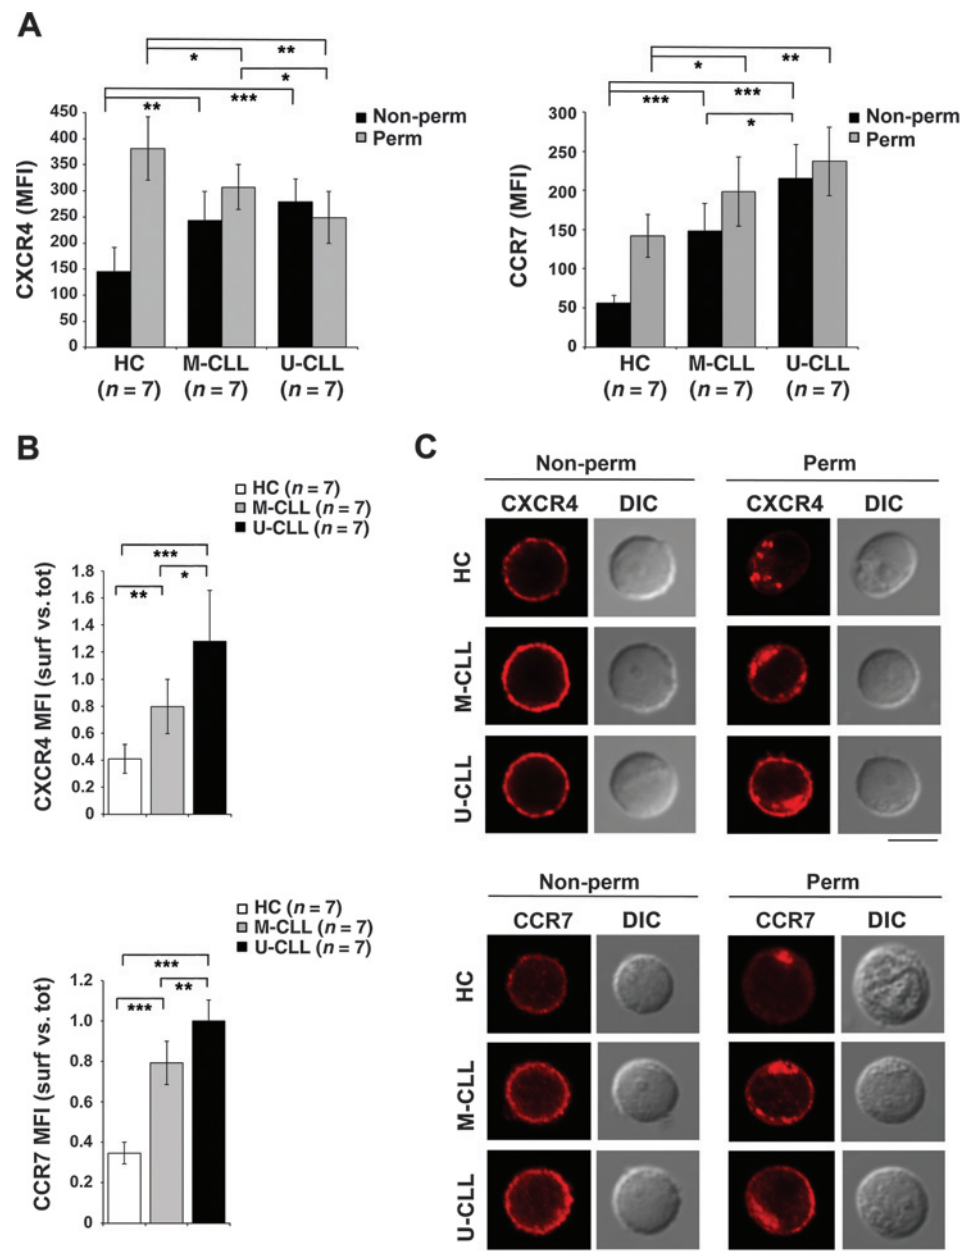 A
** 
* 
*
***
**
CXCR4 (MFI)
450
400
350
300
250
200
150
100
50
0
Non-perm
Perm
HC M-CLL U-CLL
(n = 7) (n = 7) (n = 7)
**
*
***
***
*
CCR7 (MFI)
300
250
200
150
100
50
0
Non-perm
Perm
HC M-CLL U-CLL
(n = 7) (n = 7) (n = 7)
B
HC (n = 7)
M-CLL (n = 7)
U-CLL (n = 7)
***
*
**
CXCR4 MFI (surf vs. tot)
1.8
1.6
1.4
1.2
1.0
0.8
0.6
0.4
0.2
0
HC (n = 7)
M-CLL (n = 7)
U-CLL (n = 7)
***
**
***
CCR7 MFI (surf vs. tot)
1.2
1.0
0.8
0.6
0.4
0.2
0
C
Non-perm Perm
CXCR4 DIC CXCR4 DIC
HC
M-CLL
U-CLL
Non-perm Perm
CCR7 DIC CCR7 DIC
HC
M-CLL
U-CLL